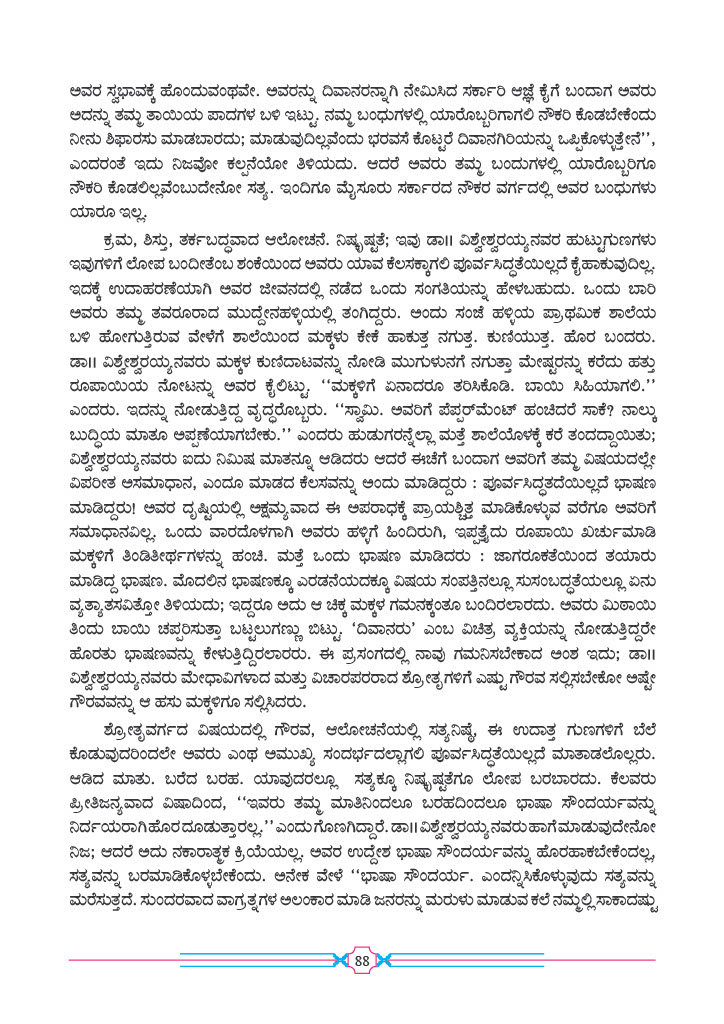 ಅವರ ಸ್ವಭಾವಕ್ಕೆ ಹೊಂದುವಂಥವೇ. ಅವರನ್ನು ದಿವಾನರನ್ನಾಗಿ ನೇಮಿಸಿದ ಸರ್ಕಾರಿ ಆಜ್ಞೆ ಕೈಗೆ ಬಂದಾಗ ಅವರು
ಅದನ್ನು ತಮ್ಮ ತಾಯಿಯ ಪಾದಗಳ ಬಳಿ ಇಟ್ಟು. ನಮ್ಮ ಬಂಧುಗಳಲ್ಲಿ ಯಾರೊಬ್ಬರಿಗಾಗಲಿ ನೌಕರಿ ಕೊಡಬೇಕೆಂದು
ನೀನು ಶಿಫಾರಸು ಮಾಡಬಾರದು; ಮಾಡುವುದಿಲ್ಲವೆಂದು ಭರವಸೆ ಕೊಟ್ಟರೆ ದಿವಾನಗಿರಿಯನ್ನು ಒಪ್ಪಿಕೊಳ್ಳುತ್ತೇನೆ’’,
ಎಂದರಂತೆ ಇದು ನಿಜವೋ ಕಲ್ಪನೆಯೋ ತಿಳಿಯದು. ಆದರೆ ಅವರು ತಮ್ಮ ಬಂದುಗಳಲ್ಲಿ ಯಾರೊಬ್ಬರಿಗೂ
ನೌಕರಿ ಕೊಡಲಿಲ್ಲವೆಂಬುದೇನೋ ಸತ್ಯ. ಇಂದಿಗೂ ಮೈಸೂರು ಸರ್ಕಾರದ ನೌಕರ ವರ್ಗದಲ್ಲಿ ಅವರ ಬಂಧುಗಳು
ಯಾರೂ ಇಲ್ಲ.
ಕ್ರಮ, ಶಿಸ್ತು, ತರ್ಕಬದ್ಧವಾದ ಆಲೋಚನೆ. ನಿಷ್ಕೃಷ್ಟತೆ; ಇವು ಡಾ।। ವಿಶ್ವೇಶ್ವರಯ್ಯನವರ ಹುಟ್ಟುಗುಣಗಳು
ಇವುಗಳಿಗೆ ಲೋಪ ಬಂದೀತೆಂಬ ಶಂಕೆಯಿಂದ ಅವರು ಯಾವ ಕೆಲಸಕ್ಕಾಗಲಿ ಪೂರ್ವಸಿದ್ಧತೆಯಿಲ್ಲದೆ ಕೈಹಾಕುವುದಿಲ್ಲ.
ಇದಕ್ಕೆ ಉದಾಹರಣೆಯಾಗಿ ಅವರ ಜೀವನದಲ್ಲಿ ನಡೆದ ಒಂದು ಸಂಗತಿಯನ್ನು ಹೇಳಬಹುದು. ಒಂದು ಬಾರಿ
ಅವರು ತಮ್ಮ ತವರೂರಾದ ಮುದ್ದೇನಹಳ್ಳಿಯಲ್ಲಿ ತಂಗಿದ್ದರು. ಅಂದು ಸಂಜೆ ಹಳ್ಳಿಯ ಪ್ರಾಥಮಿಕ ಶಾಲೆಯ
ಬಳಿ ಹೋಗುತ್ತಿರುವ ವೇಳೆಗೆ ಶಾಲೆಯಿಂದ ಮಕ್ಕಳು ಕೇಕೆ ಹಾಕುತ್ತ ನಗುತ್ತ. ಕುಣಿಯುತ್ತ. ಹೊರ ಬಂದರು.
ಡಾ।। ವಿಶ್ವೇಶ್ವರಯ್ಯನವರು ಮಕ್ಕಳ ಕುಣಿದಾಟವನ್ನು ನೋಡಿ ಮುಗುಳುನಗೆ ನಗುತ್ತಾ ಮೇಷ್ಟರನ್ನು ಕರೆದು ಹತ್ತು
ರೂಪಾಯಿಯ ನೋಟನ್ನು ಅವರ ಕೈಲಿಟ್ಟು. ‘‘ಮಕ್ಕಳಿಗೆ ಏನಾದರೂ ತರಿಸಿಕೊಡಿ. ಬಾಯಿ ಸಿಹಿಯಾಗಲಿ.’’
ಎಂದರು. ಇದನ್ನು ನೋಡುತ್ತಿದ್ದ ವೃದ್ಧರೊಬ್ಬರು. ‘‘ಸ್ವಾಮಿ. ಅವರಿಗೆ ಪೆಪ್ಪರ್‌ಮೆಂಟ್ ಹಂಚಿದರೆ ಸಾಕೆ? ನಾಲ್ಕು
ಬುದ್ಧಿಯ ಮಾತೂ ಅಪ್ಪಣೆಯಾಗಬೇಕು.’’ ಎಂದರು ಹುಡುಗರನ್ನೆಲ್ಲಾ ಮತ್ತೆ ಶಾಲೆಯೊಳಕ್ಕೆ ಕರೆ ತಂದದ್ದಾಯಿತು;
ವಿಶ್ವೇಶ್ವರಯ್ಯನವರು ಐದು ನಿಮಿಷ ಮಾತನ್ನೂ ಆಡಿದರು ಆದರೆ ಈಚೆಗೆ ಬಂದಾಗ ಅವರಿಗೆ ತಮ್ಮ ವಿಷಯದಲ್ಲೇ
ವಿಪರೀತ ಅಸಮಾಧಾನ, ಎಂದೂ ಮಾಡದ ಕೆಲಸವನ್ನು ಅಂದು ಮಾಡಿದ್ದರು : ಪೂರ್ವಸಿದ್ಧತದೆಯಿಲ್ಲದೆ ಭಾಷಣ
ಮಾಡಿದ್ದರು! ಅವರ ದೃಷ್ಟಿಯಲ್ಲಿ ಅಕ್ಷಮ್ಯವಾದ ಈ ಅಪರಾಧಕ್ಕೆ ಪ್ರಾಯಶ್ಚಿತ್ತ ಮಾಡಿಕೊಳ್ಳುವ ವರೆಗೂ ಅವರಿಗೆ
ಸಮಾಧಾನವಿಲ್ಲ. ಒಂದು ವಾರದೊಳಗಾಗಿ ಅವರು ಹಳ್ಳಿಗೆ ಹಿಂದಿರುಗಿ, ಇಪ್ಪತ್ತೈದು ರೂಪಾಯಿ ಖರ್ಚುಮಾಡಿ
ಮಕ್ಕಳಿಗೆ ತಿಂಡಿತೀರ್ಥಗಳನ್ನು ಹಂಚಿ. ಮತ್ತೆ ಒಂದು ಭಾಷಣ ಮಾಡಿದರು : ಜಾಗರೂಕತೆಯಿಂದ ತಯಾರು
ಮಾಡಿದ್ದ ಭಾಷಣ. ಮೊದಲಿನ ಭಾಷಣಕ್ಕೂ ಎರಡನೆಯದಕ್ಕೂ ವಿಷಯ ಸಂಪತ್ತಿನಲ್ಲೂ ಸುಸಂಬದ್ಧತೆಯಲ್ಲೂ ಏನು
ವ್ಯತ್ಯಾತಸವಿತ್ತೋ ತಿಳಿಯದು; ಇದ್ದರೂ ಅದು ಆ ಚಿಕ್ಕ ಮಕ್ಕಳ ಗಮನಕ್ಕಂತೂ ಬಂದಿರಲಾರದು. ಅವರು ಮಿಠಾಯಿ
ತಿಂದು ಬಾಯಿ ಚಪ್ಪರಿಸುತ್ತಾ ಬಟ್ಟಲುಗಣ್ಣು ಬಿಟ್ಟು. ‘ದಿವಾನರು’ ಎಂಬ ವಿಚಿತ್ರ ವ್ಯಕ್ತಿಯನ್ನು ನೋಡುತ್ತಿದ್ದರೇ
ಹೊರತು ಭಾಷಣವನ್ನು ಕೇಳುತ್ತಿದ್ದಿರಲಾರರು. ಈ ಪ್ರಸಂಗದಲ್ಲಿ ನಾವು ಗಮನಿಸಬೇಕಾದ ಅಂಶ ಇದು; ಡಾ।।
ವಿಶ್ವೇಶ್ವರಯ್ಯನವರು ಮೇಧಾವಿಗಳಾದ ಮತ್ತು ವಿಚಾರಪರರಾದ ಶ್ರೋತೃಗಳಿಗೆ ಎಷ್ಟು ಗೌರವ ಸಲ್ಲಿಸಬೇಕೋ ಅಷ್ಟೇ
ಗೌರವವನ್ನು ಆ ಹಸು ಮಕ್ಕಳಿಗೂ ಸಲ್ಲಿಸಿದರು.
ಶ್ರೋತೃವರ್ಗದ ವಿಷಯದಲ್ಲಿ ಗೌರವ, ಆಲೋಚನೆಯಲ್ಲಿ ಸತ್ಯನಿಷ್ಠೆ, ಈ ಉದಾತ್ತ ಗುಣಗಳಿಗೆ ಬೆಲೆ
ಕೊಡುವುದರಿಂದಲೇ ಅವರು ಎಂಥ ಅಮುಖ್ಯ ಸಂದರ್ಭದಲ್ಲಾಗಲಿ ಪೂರ್ವಸಿದ್ಧತೆಯಿಲ್ಲದೆ ಮಾತಾಡಲೊಲ್ಲರು.
ಆಡಿದ ಮಾತು. ಬರೆದ ಬರಹ. ಯಾವುದರಲ್ಲೂ ಸತ್ಯಕ್ಕೂ ನಿಷ್ಕೃಷ್ಟತೆಗೂ ಲೋಪ ಬರಬಾರದು. ಕೆಲವರು
ಪ್ರೀತಿಜನ್ಯವಾದ ವಿಷಾದಿಂದ, ‘‘ಇವರು ತಮ್ಮ ಮಾತಿನಿಂದಲೂ ಬರಹದಿಂದಲೂ ಭಾಷಾ ಸೌಂದರ್ಯವನ್ನು
ನಿರ್ದಯರಾಗಿ ಹೊರದೂಡುತ್ತಾರಲ್ಲ.’’ ಎಂದು ಗೊಣಗಿದ್ದಾರೆ. ಡಾ।। ವಿಶ್ವೇಶ್ವರಯ್ಯನವರು ಹಾಗೆ ಮಾಡುವುದೇನೋ
ನಿಜ; ಆದರೆ ಅದು ನಕಾರಾತ್ಮಕ ಕ್ರಿಯೆಯಲ್ಲ. ಅವರ ಉದ್ದೇಶ ಭಾಷಾ ಸೌಂದರ್ಯವನ್ನು ಹೊರಹಾಕಬೇಕೆಂದಲ್ಲ,
ಸತ್ಯವನ್ನು ಬರಮಾಡಿಕೊಳ್ಳಬೇಕೆಂದು. ಅನೇಕ ವೇಳೆ ‘‘ಭಾಷಾ ಸೌಂದರ್ಯ. ಎಂದನ್ನಿಸಿಕೊಳ್ಳುವುದು ಸತ್ಯವನ್ನು
ಮರೆಸುತ್ತದೆ. ಸುಂದರವಾದ ವಾಗ್ರತ್ನಗಳ ಅಲಂಕಾರ ಮಾಡಿ ಜನರನ್ನು ಮರುಳು ಮಾಡುವ ಕಲೆ ನಮ್ಮಲ್ಲಿ ಸಾಕಾದಷ್ಟು
88